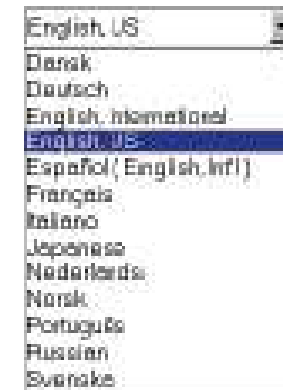 English, US
Dansk
Deutsch
English, International
English, US
Español( English, Int'l )
Français
Italiano
Japanese
Nederlands
Norsk
Português
Russian
Svenska